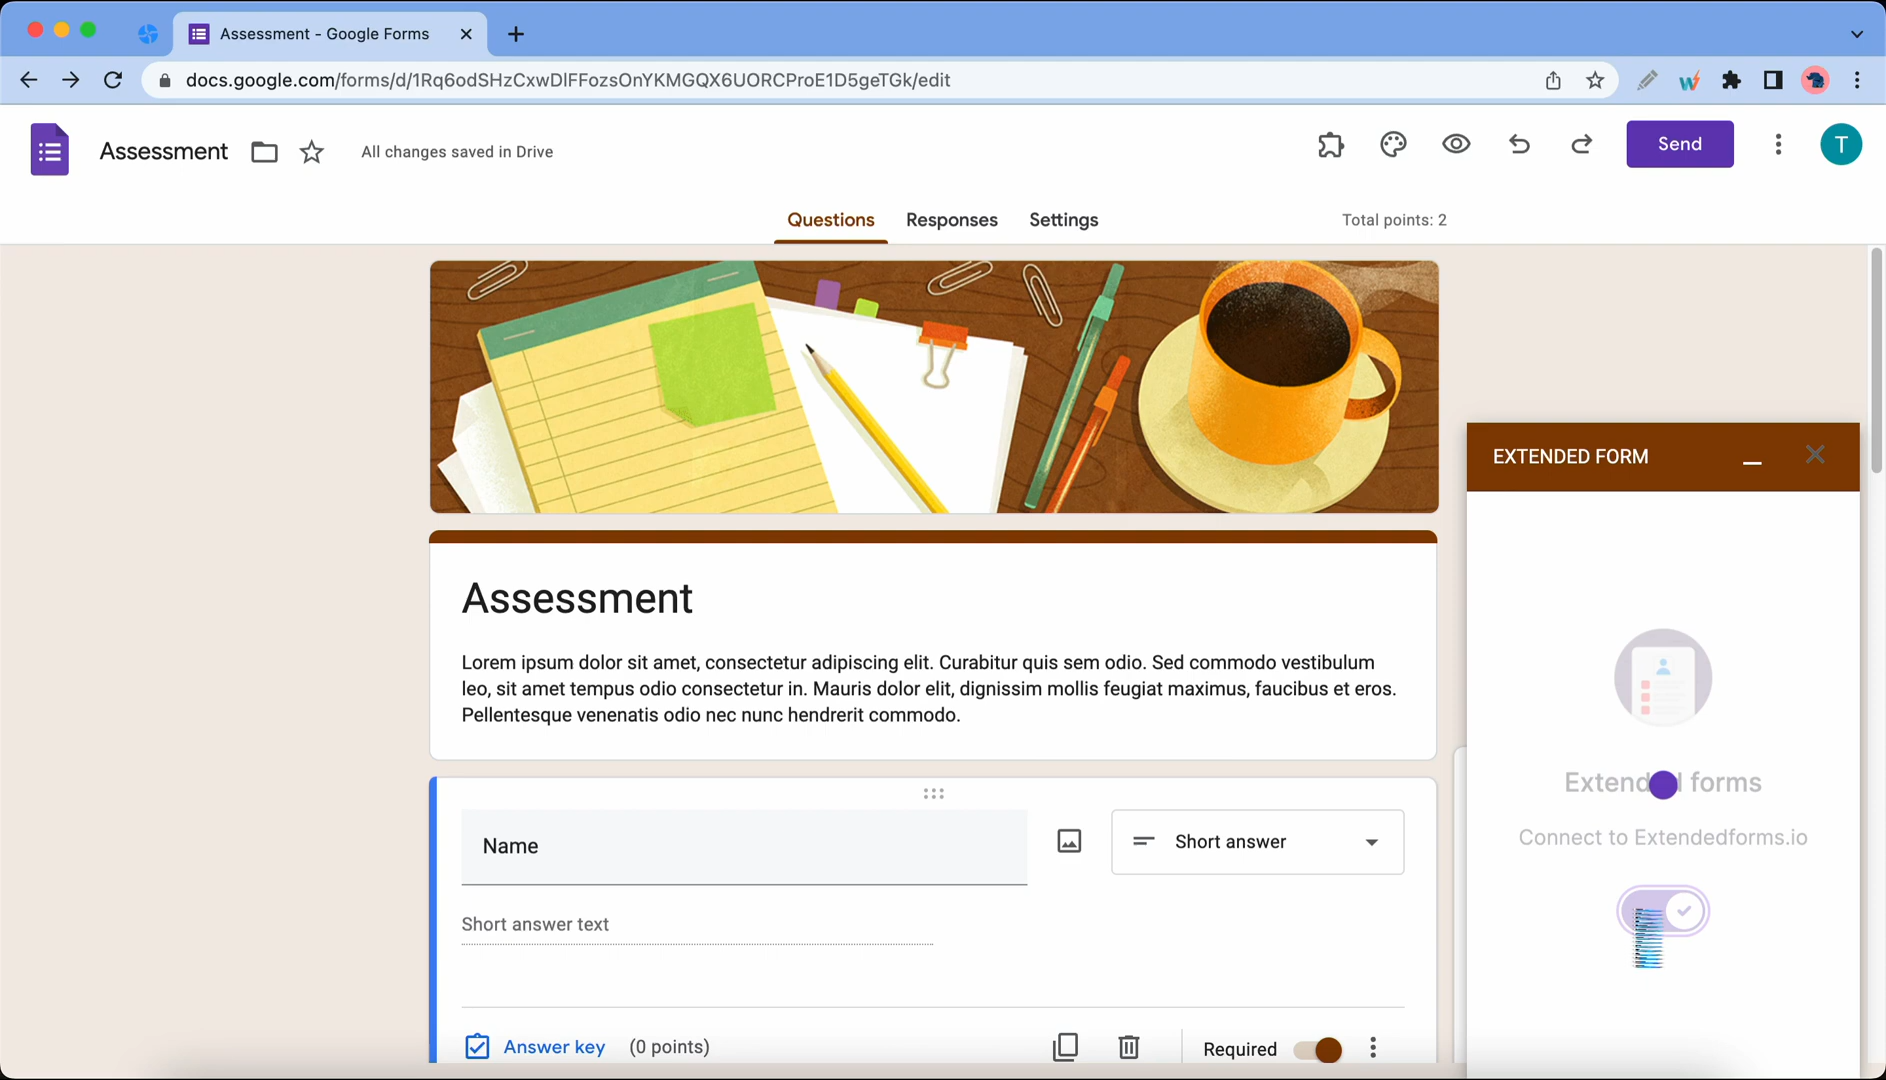 Assessment - Google Forms
docs.google.com/forms/d/1Rq6odSHzCxwDlFFozsOnYKMGQX6UORCProE1D5geTGk/edit
Assessment
All changes saved in Drive
Send
T
Questions
Responses
Settings
Total points: 2
EXTENDED FORM
Assessment
Lorem ipsum dolor sit amet, consectetur adipiscing elit. Curabitur quis sem odio. Sed commodo vestibulum
leo, sit amet tempus odio consectetur in. Mauris dolor elit, dignissim mollis feugiat maximus, faucibus et eros.
Pellentesque venenatis odio nec nunc hendrerit commodo.
Extended forms
Connect to Extendedforms.io
Name
Short answer
Short answer text
Answer key
(0 points)
Required